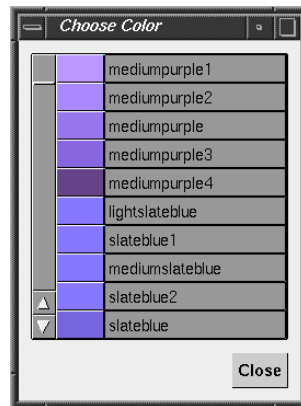 Choose Color
mediumpurple1
mediumpurple2
mediumpurple
mediumpurple3
mediumpurple4
lightslateblue
slateblue1
mediumslateblue
slateblue2
slateblue
Close